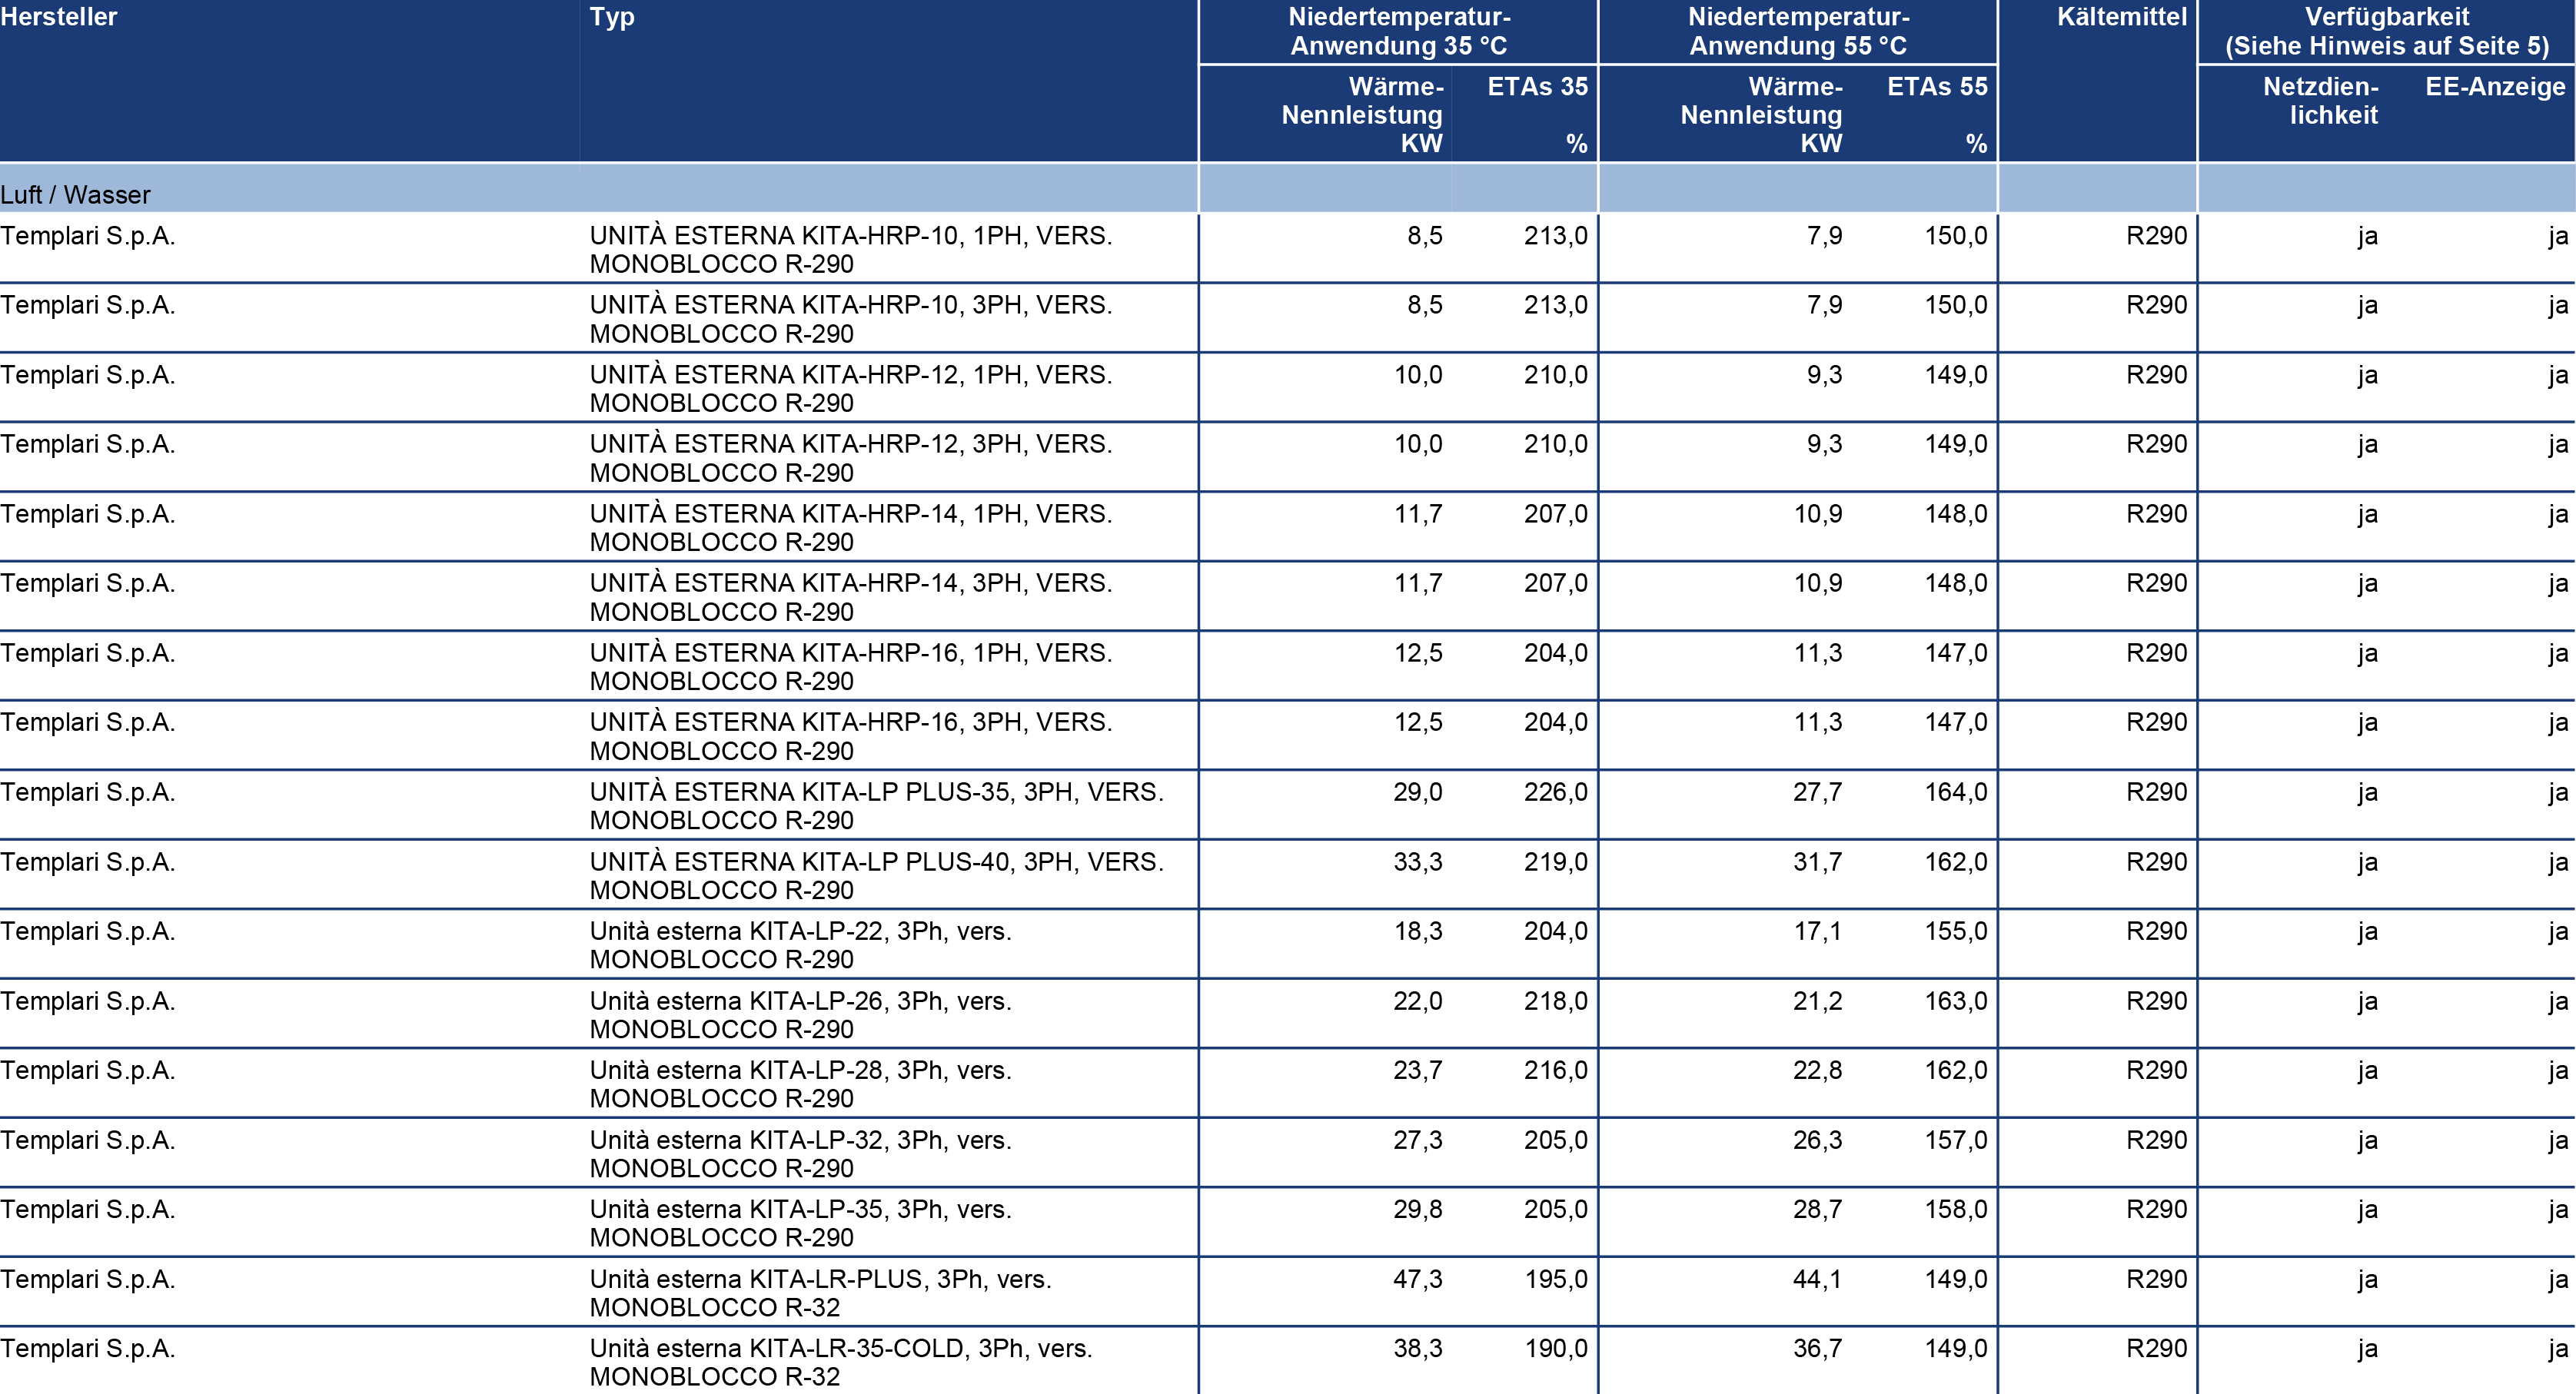 Hersteller Typ Niedertemperatur- Niedertemperatur- Kältemittel Verfügbarkeit
Anwendung 35 °C Anwendung 55 °C (Siehe Hinweis auf Seite 5)
Wärme- ETAs 35 Wärme- ETAs 55 Netzdien- EE-Anzeige
Nennleistung Nennleistung lichkeit
KW % KW %
Luft / Wasser
Templari S.p.A. UNITÀ ESTERNA KITA-HRP-10, 1PH, VERS. 8,5 213,0 7,9 150,0 R290 ja ja
MONOBLOCCO R-290
Templari S.p.A. UNITÀ ESTERNA KITA-HRP-10, 3PH, VERS. 8,5 213,0 7,9 150,0 R290 ja ja
MONOBLOCCO R-290
Templari S.p.A. UNITÀ ESTERNA KITA-HRP-12, 1PH, VERS. 10,0 210,0 9,3 149,0 R290 ja ja
MONOBLOCCO R-290
Templari S.p.A. UNITÀ ESTERNA KITA-HRP-12, 3PH, VERS. 10,0 210,0 9,3 149,0 R290 ja ja
MONOBLOCCO R-290
Templari S.p.A. UNITÀ ESTERNA KITA-HRP-14, 1PH, VERS. 11,7 207,0 10,9 148,0 R290 ja ja
MONOBLOCCO R-290
Templari S.p.A. UNITÀ ESTERNA KITA-HRP-14, 3PH, VERS. 11,7 207,0 10,9 148,0 R290 ja ja
MONOBLOCCO R-290
Templari S.p.A. UNITÀ ESTERNA KITA-HRP-16, 1PH, VERS. 12,5 204,0 11,3 147,0 R290 ja ja
MONOBLOCCO R-290
Templari S.p.A. UNITÀ ESTERNA KITA-HRP-16, 3PH, VERS. 12,5 204,0 11,3 147,0 R290 ja ja
MONOBLOCCO R-290
Templari S.p.A. UNITÀ ESTERNA KITA-LP PLUS-35, 3PH, VERS. 29,0 226,0 27,7 164,0 R290 ja ja
MONOBLOCCO R-290
Templari S.p.A. UNITÀ ESTERNA KITA-LP PLUS-40, 3PH, VERS. 33,3 219,0 31,7 162,0 R290 ja ja
MONOBLOCCO R-290
Templari S.p.A. Unità esterna KITA-LP-22, 3Ph, vers. 18,3 204,0 17,1 155,0 R290 ja ja
MONOBLOCCO R-290
Templari S.p.A. Unità esterna KITA-LP-26, 3Ph, vers. 22,0 218,0 21,2 163,0 R290 ja ja
MONOBLOCCO R-290
Templari S.p.A. Unità esterna KITA-LP-28, 3Ph, vers. 23,7 216,0 22,8 162,0 R290 ja ja
MONOBLOCCO R-290
Templari S.p.A. Unità esterna KITA-LP-32, 3Ph, vers. 27,3 205,0 26,3 157,0 R290 ja ja
MONOBLOCCO R-290
Templari S.p.A. Unità esterna KITA-LP-35, 3Ph, vers. 29,8 205,0 28,7 158,0 R290 ja ja
MONOBLOCCO R-290
Templari S.p.A. Unità esterna KITA-LR-PLUS, 3Ph, vers. 47,3 195,0 44,1 149,0 R290 ja ja
MONOBLOCCO R-32
Templari S.p.A. Unità esterna KITA-LR-35-COLD, 3Ph, vers. 38,3 190,0 36,7 149,0 R290 ja ja
MONOBLOCCO R-32